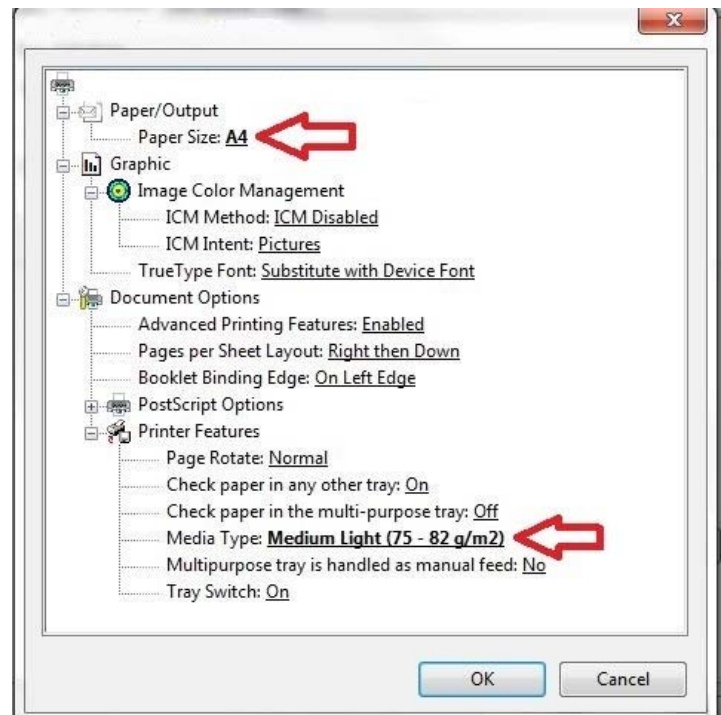 Paper/Output
Paper Size: A4
Graphic
Image Color Management
ICM Method: ICM Disabled
ICM Intent: Pictures
TrueType Font: Substitute with Device Font
Document Options
Advanced Printing Features: Enabled
Pages per Sheet Layout: Right then Down
Booklet Binding Edge: On Left Edge
PostScript Options
Printer Features
Page Rotate: Normal
Check paper in any other tray: On
Check paper in the multi-purpose tray: Off
Media Type: Medium Light (75 - 82 g/m2)
Multipurpose tray is handled as manual feed: No
Tray Switch: On
OK Cancel